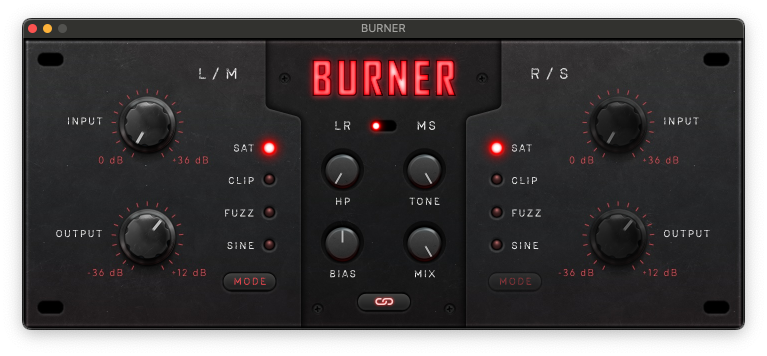 BURNER
BURNER
L / M
R / S
LR
MS
INPUT
0 dB
+36 dB
SAT
CLIP
FUZZ
SINE
OUTPUT
-36 dB
+12 dB
MODE
HP
TONE
BIAS
MIX
SAT
CLIP
FUZZ
SINE
MODE
INPUT
0 dB
+36 dB
OUTPUT
-36 dB
+12 dB